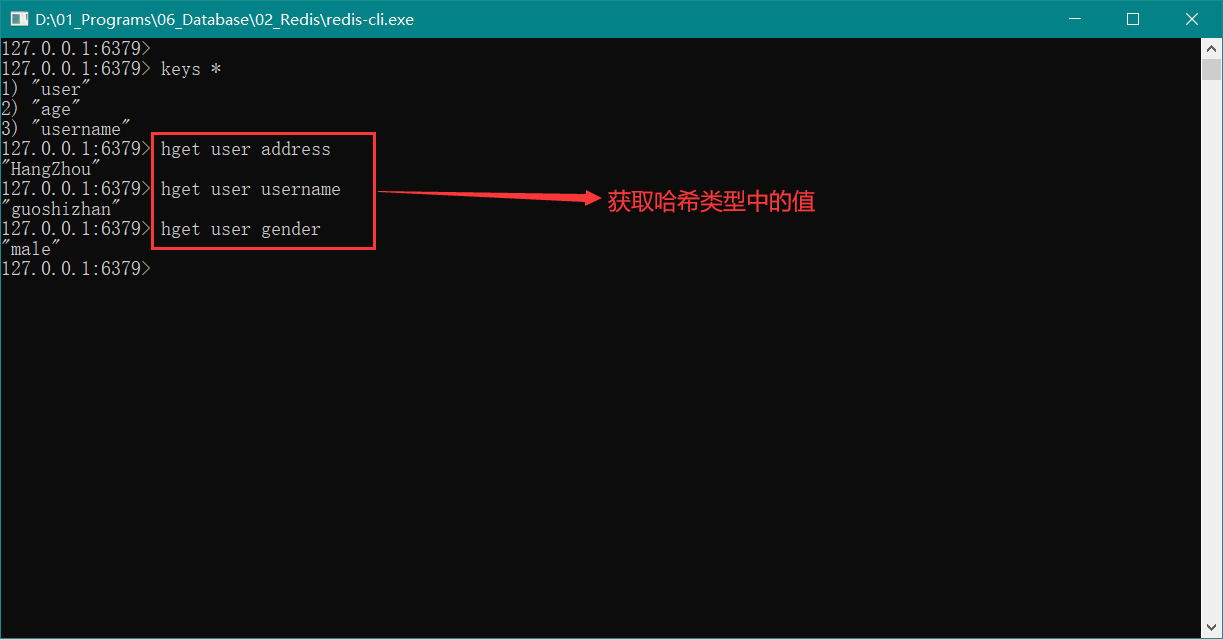 D:\01_Programs\06_Database\02_Redis\redis-cli.exe
127.0.0.1:6379>
127.0.0.1:6379> keys *
1) "user"
2) "age"
3) "username"
127.0.0.1:6379> hget user address
"HangZhou"
127.0.0.1:6379> hget user username
"guoshizhan"
127.0.0.1:6379> hget user gender
"male"
127.0.0.1:6379>
获取哈希类型中的值